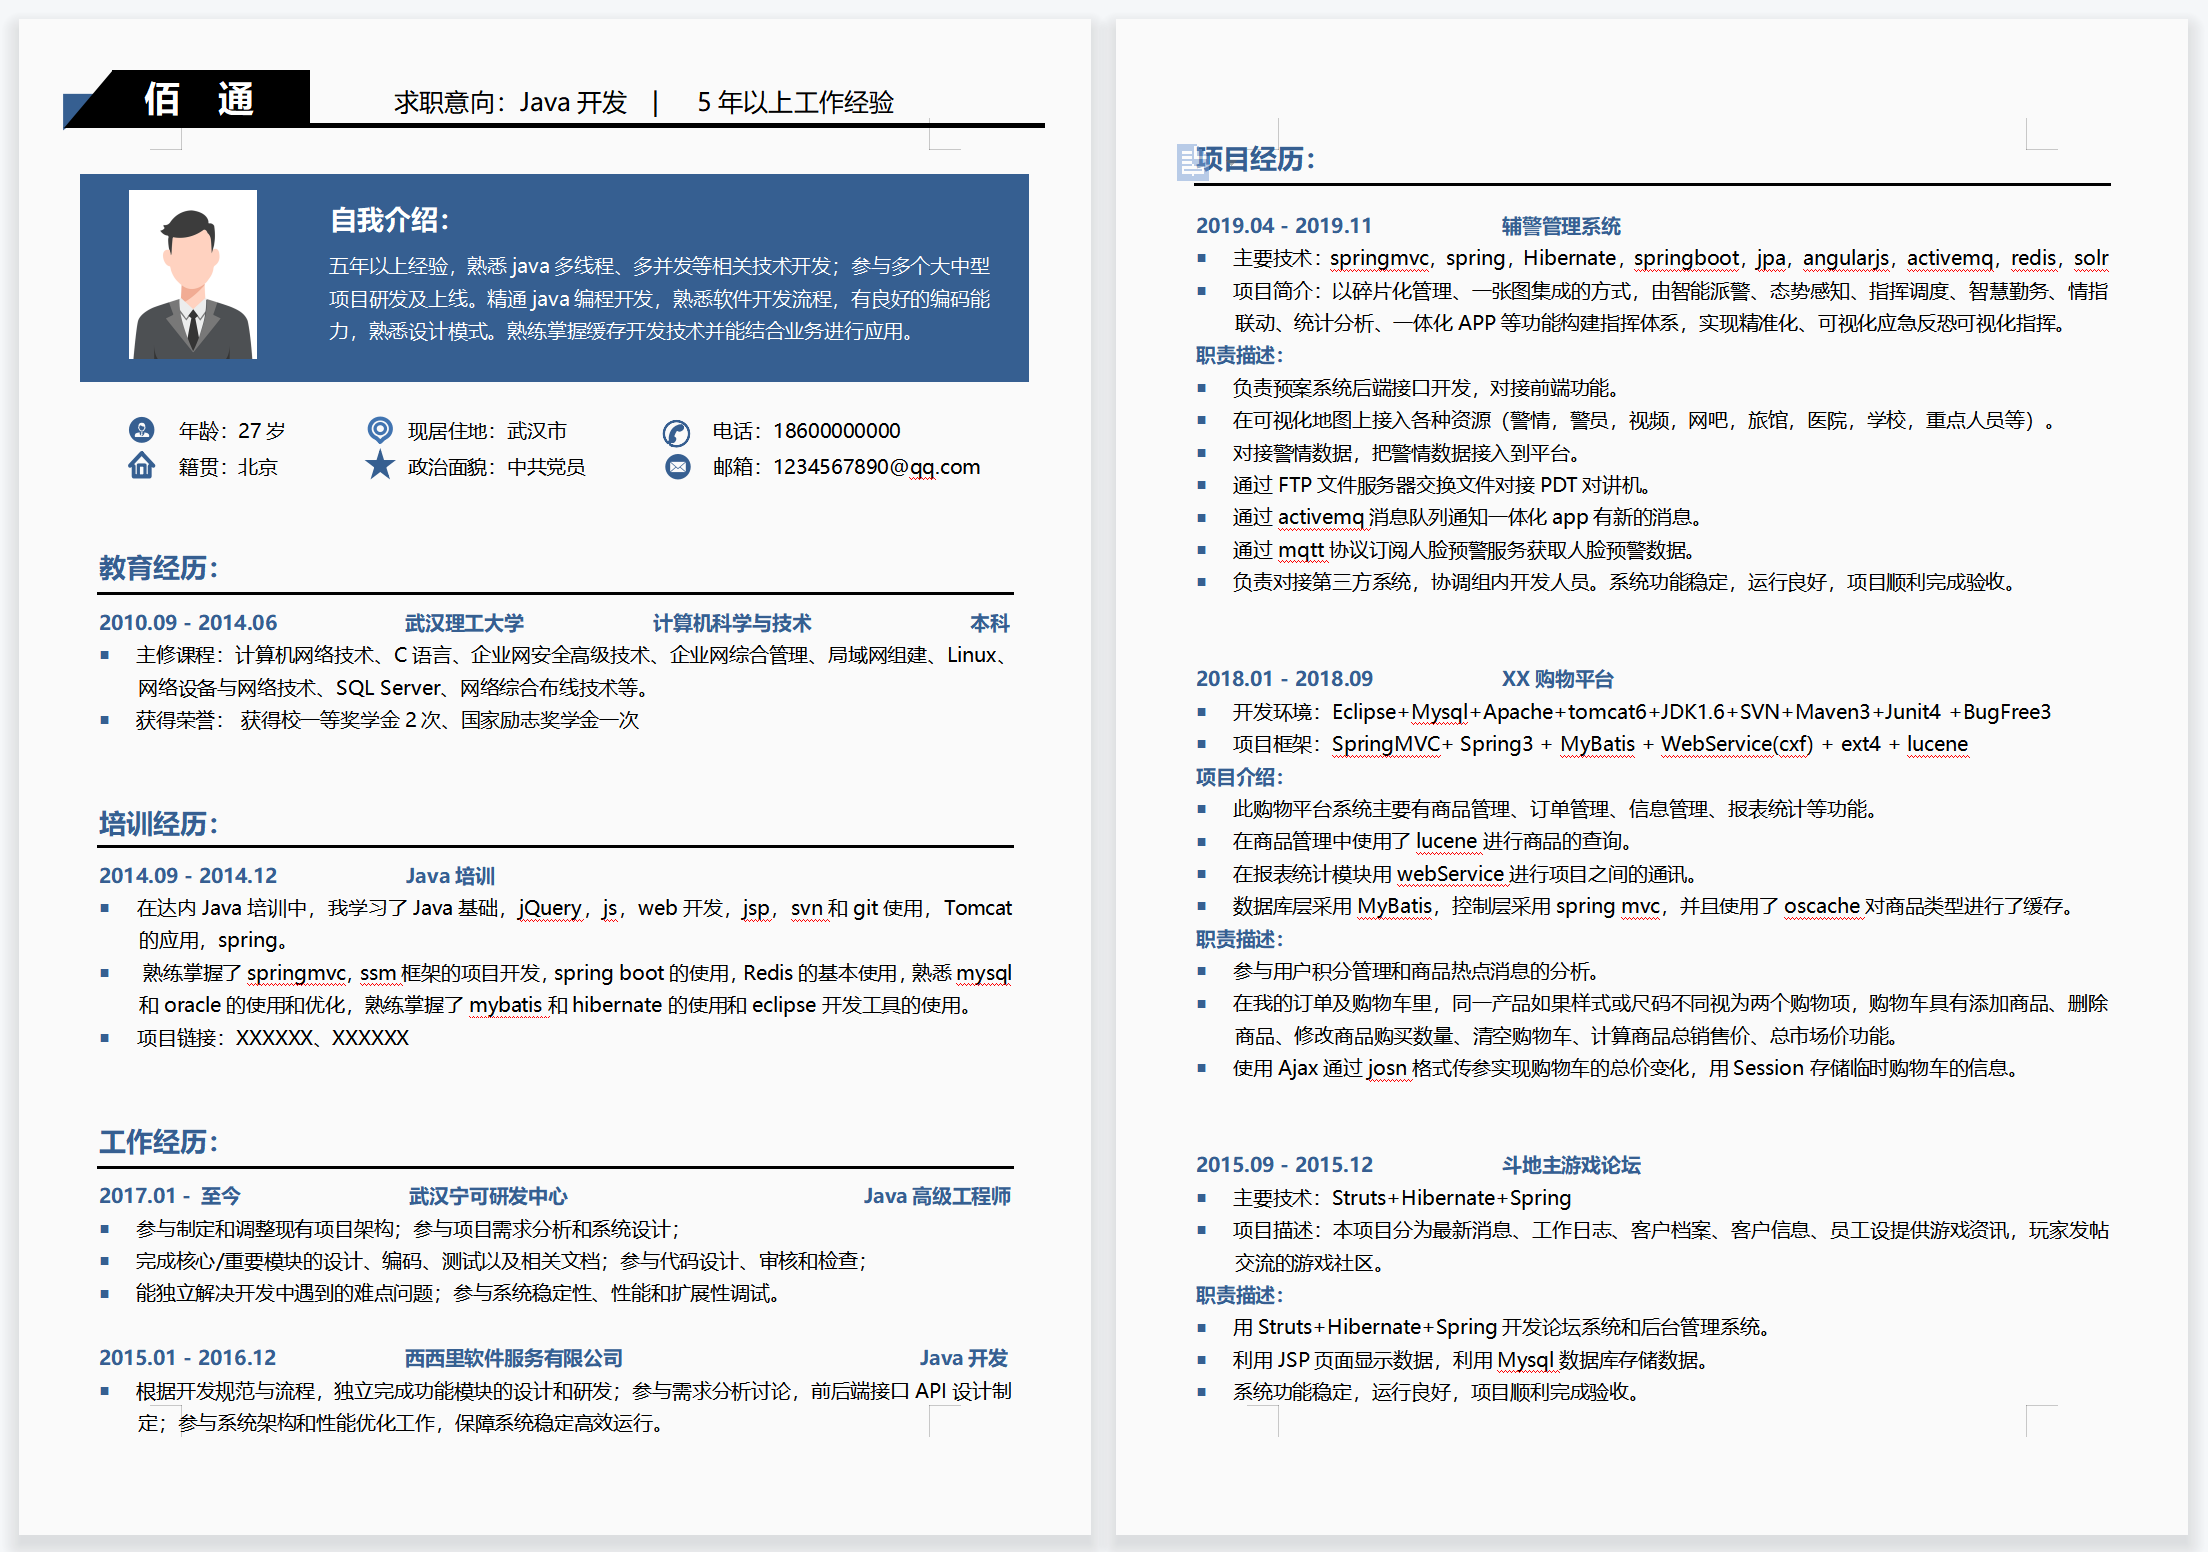 佰 通
求职意向：Java 开发 | 5 年以上工作经验
自我介绍：
五年以上经验，熟悉 java 多线程、多并发等相关技术开发；参与多个大中型
项目研发及上线。精通 java 编程开发，熟悉软件开发流程，有良好的编码能
力，熟悉设计模式。熟练掌握缓存开发技术并能结合业务进行应用。
年龄：27 岁 现居住地：武汉市 电话：18600000000
籍贯：北京 政治面貌：中共党员 邮箱：1234567890@qq.com
教育经历：
2010.09 - 2014.06 武汉理工大学 计算机科学与技术 本科
▪ 主修课程：计算机网络技术、C 语言、企业网安全高级技术、企业网综合管理、局域网组建、Linux、
网络设备与网络技术、SQL Server、网络综合布线技术等。
▪ 获得荣誉： 获得校一等奖学金 2 次、国家励志奖学金一次
培训经历：
2014.09 - 2014.12 Java 培训
▪ 在达内 Java 培训中，我学习了 Java 基础，jQuery，js，web 开发，jsp，svn 和 git 使用，Tomcat
的应用，spring。
▪ 熟练掌握了 springmvc，ssm 框架的项目开发，spring boot 的使用，Redis 的基本使用，熟悉 mysql
和 oracle 的使用和优化，熟练掌握了 mybatis 和 hibernate 的使用和 eclipse 开发工具的使用。
▪ 项目链接：XXXXXX、XXXXXX
工作经历：
2017.01 - 至今 武汉宁可研发中心 Java 高级工程师
▪ 参与制定和调整现有项目架构；参与项目需求分析和系统设计；
▪ 完成核心/重要模块的设计、编码、测试以及相关文档；参与代码设计、审核和检查；
▪ 能独立解决开发中遇到的难点问题；参与系统稳定性、性能和扩展性调试。
2015.01 - 2016.12 西西里软件服务有限公司 Java 开发
▪ 根据开发规范与流程，独立完成功能模块的设计和研发；参与需求分析讨论，前后端接口 API 设计制
定；参与系统架构和性能优化工作，保障系统稳定高效运行。
项目经历：
2019.04 - 2019.11 辅警管理系统
▪ 主要技术：springmvc，spring，Hibernate，springboot，jpa，angularjs，activemq，redis，solr
▪ 项目简介：以碎片化管理、一张图集成的方式，由智能派警、态势感知、指挥调度、智慧勤务、情指
联动、统计分析、一体化 APP 等功能构建指挥体系，实现精准化、可视化应急反恐可视化指挥。
职责描述：
▪ 负责预案系统后端接口开发，对接前端功能。
▪ 在可视化地图上接入各种资源（警情，警员，视频，网吧，旅馆，医院，学校，重点人员等）。
▪ 对接警情数据，把警情数据接入到平台。
▪ 通过 FTP 文件服务器交换文件对接 PDT 对讲机。
▪ 通过 activemq 消息队列通知一体化 app 有新的消息。
▪ 通过 mqtt 协议订阅人脸预警服务获取人脸预警数据。
▪ 负责对接第三方系统，协调组内开发人员。系统功能稳定，运行良好，项目顺利完成验收。
2018.01 - 2018.09 XX 购物平台
▪ 开发环境：Eclipse+Mysql+Apache+tomcat6+JDK1.6+SVN+Maven3+Junit4 +BugFree3
▪ 项目框架：SpringMVC+ Spring3 + MyBatis + WebService(cxf) + ext4 + lucene
项目介绍：
▪ 此购物平台系统主要有商品管理、订单管理、信息管理、报表统计等功能。
▪ 在商品管理中使用了 lucene 进行商品的查询。
▪ 在报表统计模块用 webService 进行项目之间的通讯。
▪ 数据库层采用 MyBatis，控制层采用 spring mvc，并且使用了 oscache 对商品类型进行了缓存。
职责描述：
▪ 参与用户积分管理和商品热点消息的分析。
▪ 在我的订单及购物车里，同一产品如果样式或尺码不同视为两个购物项，购物车具有添加商品、删除
商品、修改商品购买数量、清空购物车、计算商品总销售价、总市场价功能。
▪ 使用 Ajax 通过 josn 格式传参实现购物车的总价变化，用 Session 存储临时购物车的信息。
2015.09 - 2015.12 斗地主游戏论坛
▪ 主要技术：Struts+Hibernate+Spring
▪ 项目描述：本项目分为最新消息、工作日志、客户档案、客户信息、员工设提供游戏资讯，玩家发帖
交流的游戏社区。
职责描述：
▪ 用 Struts+Hibernate+Spring 开发论坛系统和后台管理系统。
▪ 利用 JSP 页面显示数据，利用 Mysql 数据库存储数据。
▪ 系统功能稳定，运行良好，项目顺利完成验收。